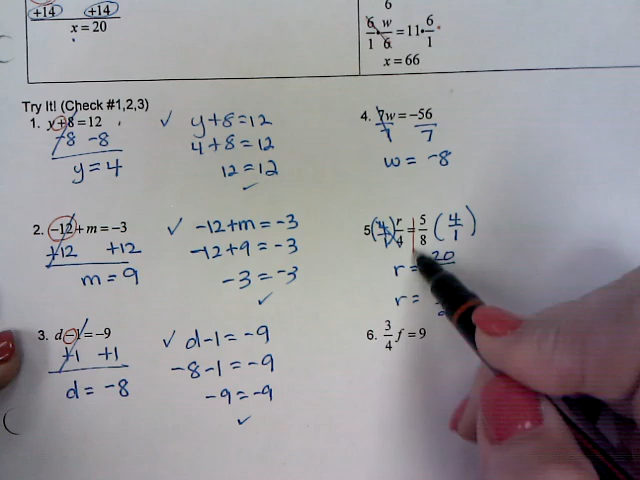 +14 +14
x = 20
6
6/1 · w/6 = 11 · 6/1
x = 66
Try It! (Check #1,2,3)
1. y + 8 = 12
-8 -8
y = 4
✓ y + 8 = 12
4 + 8 = 12
12 = 12
✓
2. -12 + m = -3
+12 +12
m = 9
✓ -12 + m = -3
-12 + 9 = -3
-3 = -3
✓
3. d - 1 = -9
+1 +1
d = -8
✓ d - 1 = -9
-8 - 1 = -9
-9 = -9
✓
4. 7w = -56
7 7
w = -8
5 (4/1) r/4 = 5/8 (4/1)
r = 20
r =
6. 3/4 f = 9